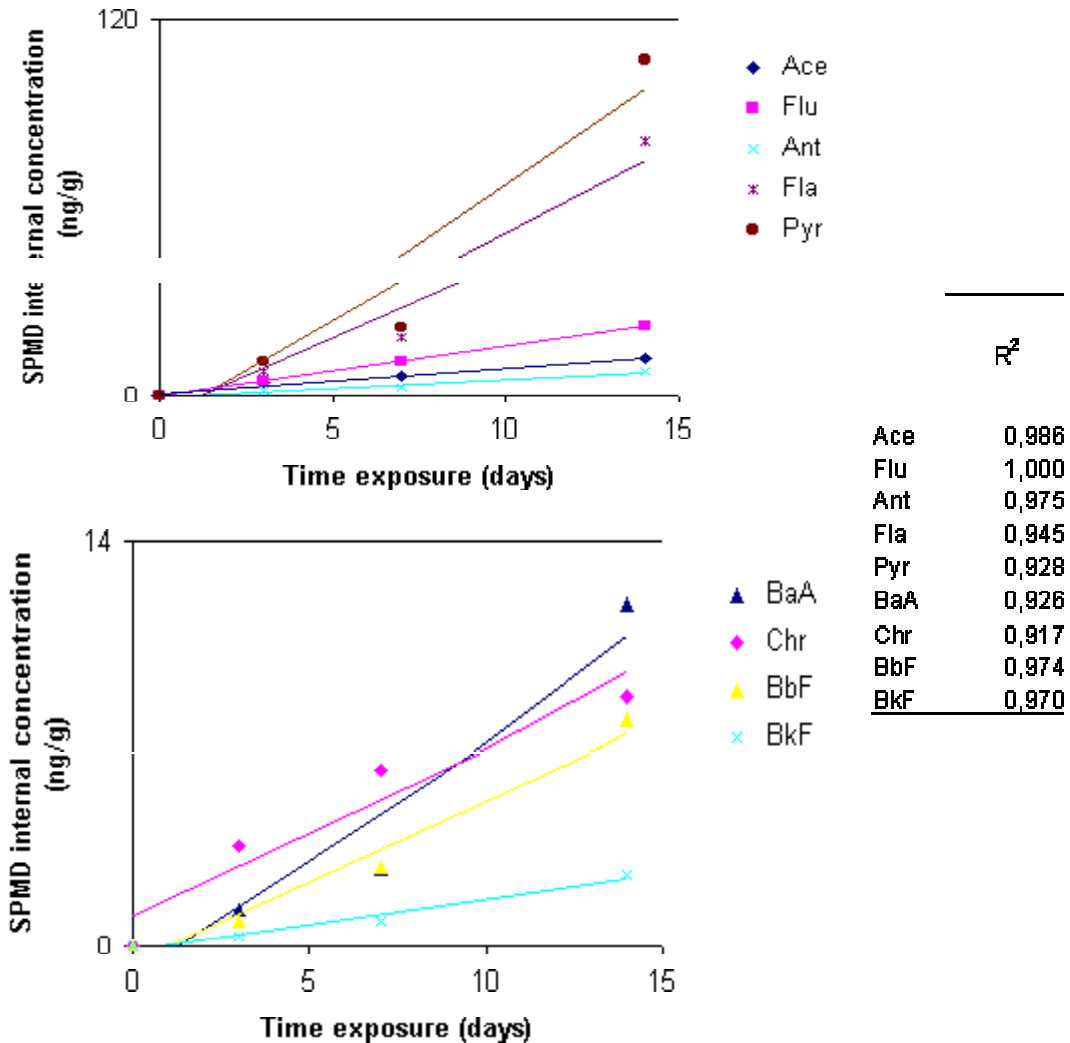 120
SPMD inte ernal concentration
(ng/g)
0
0
5
10
15
Time exposure (days)
Ace
Flu
Ant
Fla
Pyr
R²
Ace 0,986
Flu 1,000
Ant 0,975
Fla 0,945
Pyr 0,928
BaA 0,926
Chr 0,917
BbF 0,974
BkF 0,970
14
SPMD internal concentration
(ng/g)
0
0
5
10
15
Time exposure (days)
BaA
Chr
BbF
BkF